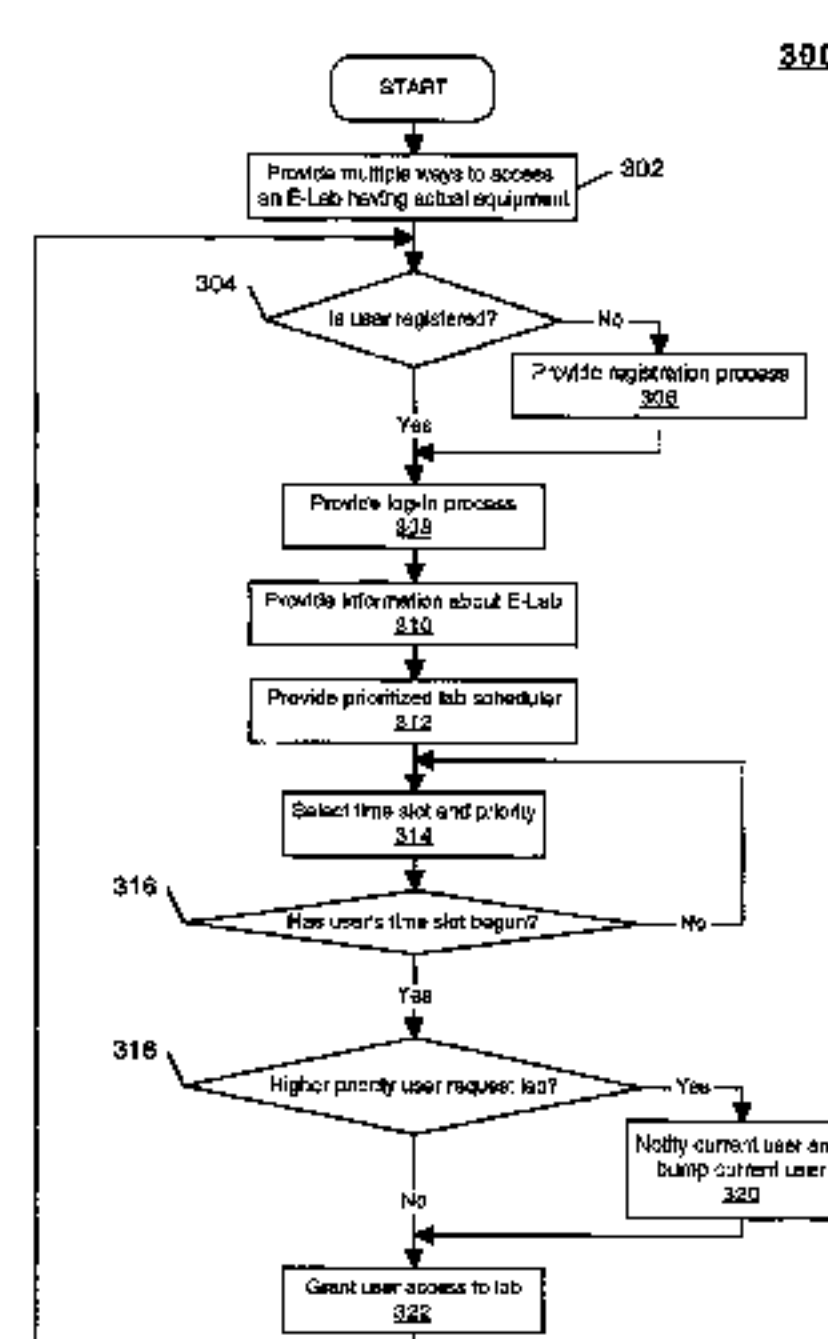 300
START
Provide multiple ways to access
an E-Lab having actual equipment
302
304
Is user registered?
No
Provide registration process
306
Yes
Provide log-in process
308
Provide information about E-Lab
310
Provide prioritized lab scheduler
312
Select time slot and priority
314
316
Has user's time slot begun?
No
Yes
318
Higher priority user request lab?
Yes
Notify current user an
bump current user
320
No
Grant user access to lab
322